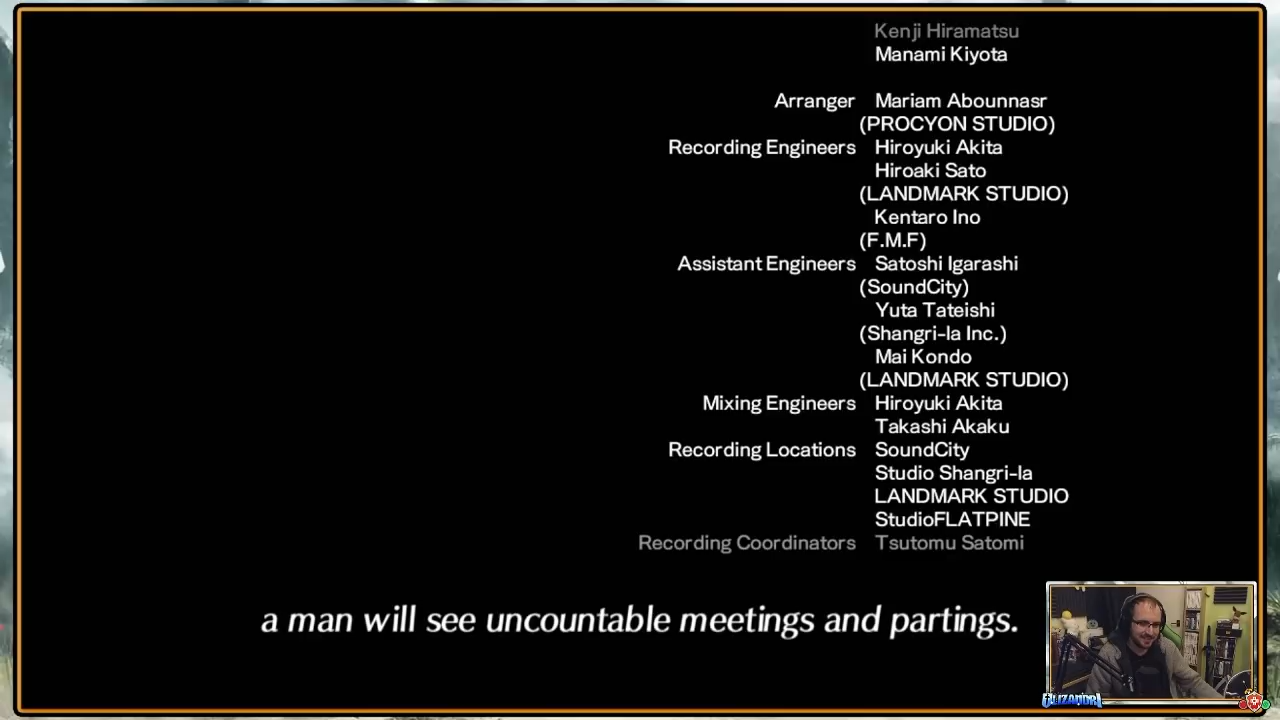 Kenji Hiramatsu
Manami Kiyota
Arranger Mariam Abounnasr
(PROCYON STUDIO)
Recording Engineers Hiroyuki Akita
Hiroaki Sato
(LANDMARK STUDIO)
Kentaro Ino
(F.M.F)
Assistant Engineers Satoshi Igarashi
(SoundCity)
Yuta Tateishi
(Shangri-la Inc.)
Mai Kondo
(LANDMARK STUDIO)
Mixing Engineers Hiroyuki Akita
Takashi Akaku
Recording Locations SoundCity
Studio Shangri-la
LANDMARK STUDIO
StudioFLATPINE
Recording Coordinators Tsutomu Satomi
a man will see uncountable meetings and partings.